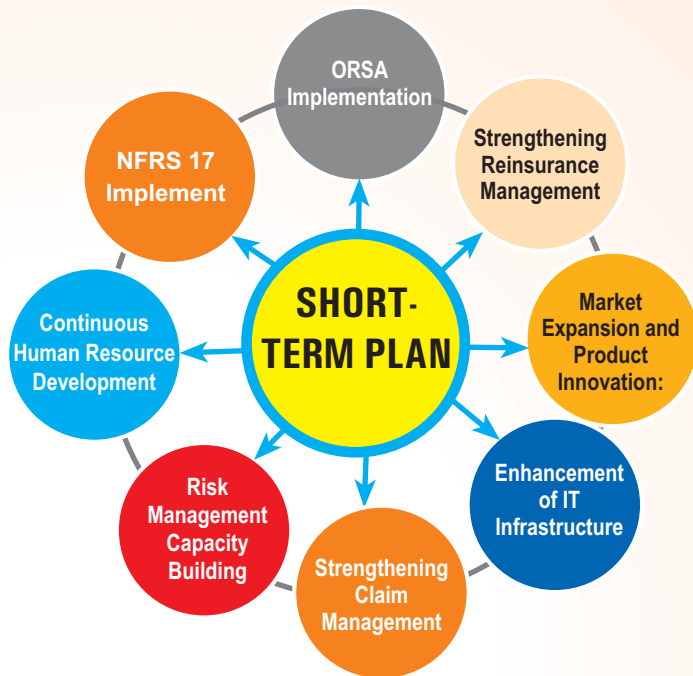 SHORT-
TERM PLAN
ORSA
Implementation
Strengthening
Reinsurance
Management
Market
Expansion and
Product
Innovation:
Enhancement
of IT
Infrastructure
Strengthening
Claim
Management
Risk
Management
Capacity
Building
Continuous
Human Resource
Development
NFRS 17
Implement